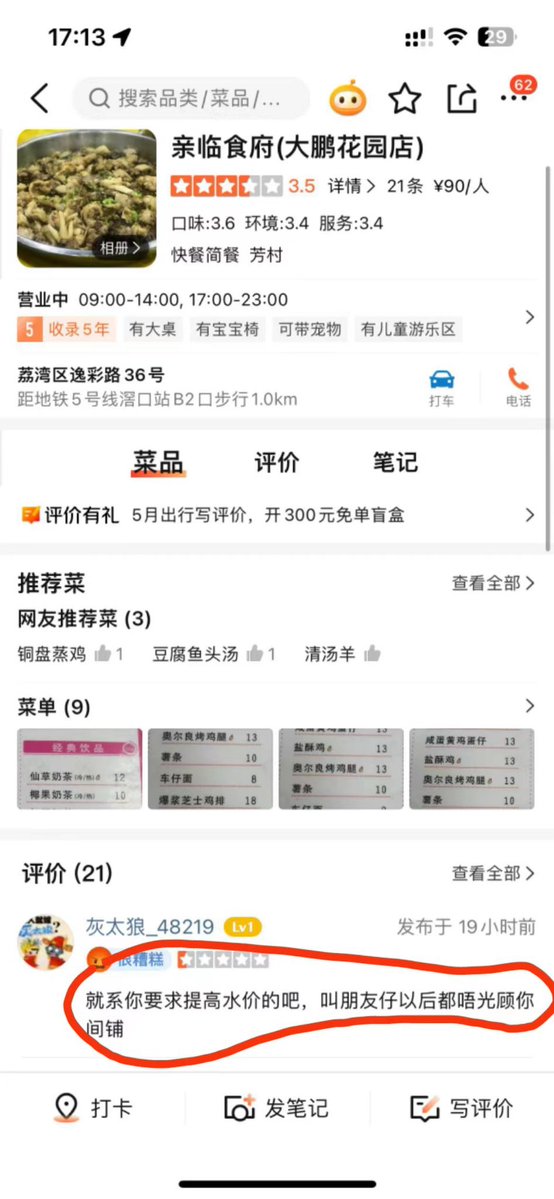 17:13
29
搜索品类/菜品/...
62
亲临食府(大鹏花园店)
3.5 详情 21条 ¥90/人
口味:3.6 环境:3.4 服务:3.4
快餐简餐 芳村
相册
营业中 09:00-14:00, 17:00-23:00
5 收录5年 有大桌 有宝宝椅 可带宠物 有儿童游乐区
荔湾区逸彩路36号
距地铁5号线滘口站B2口步行1.0km
打车 电话
菜品 评价 笔记
评价有礼 5月出行写评价，开300元免单盲盒
推荐菜 查看全部
网友推荐菜 (3)
铜盘蒸鸡 1 豆腐鱼头汤 1 清汤羊
菜单 (9)
经典饮品
仙草奶茶(冷/热) 12
椰果奶茶(冷/热) 10
奥尔良烤鸡腿 13
薯条 10
车仔面 8
爆浆芝士鸡排 18
咸蛋黄鸡蛋仔 13
盐酥鸡 13
奥尔良烤鸡腿 13
薯条 10
车仔面
咸蛋黄鸡蛋仔 13
盐酥鸡 13
奥尔良烤鸡腿 13
薯条 10
评价 (21) 查看全部
灰太狼_48219 Lv1 发布于 19小时前
很糟糕
就系你要求提高水价的吧，叫朋友仔以后都唔光顾你
间铺
打卡 发笔记 写评价